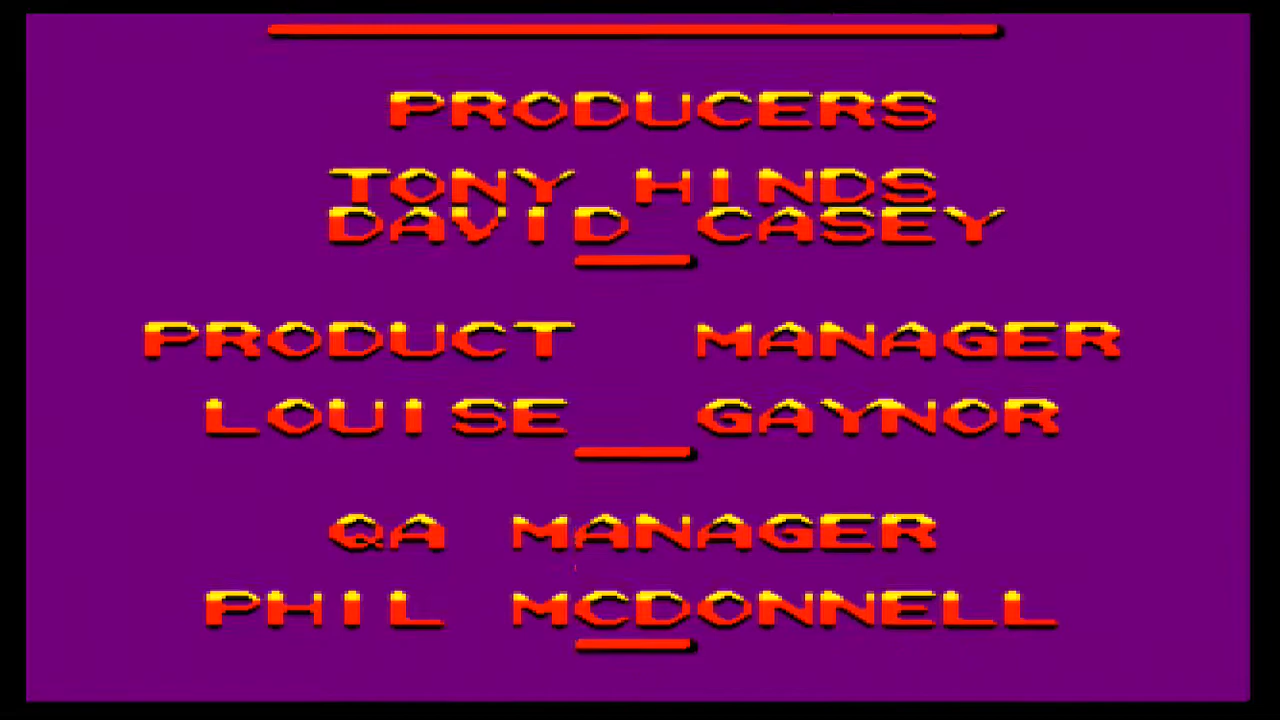 PRODUCERS
TONY HINDS
DAVID CASEY
PRODUCT MANAGER
LOUISE GAYNOR
QA MANAGER
PHIL MCDONNELL